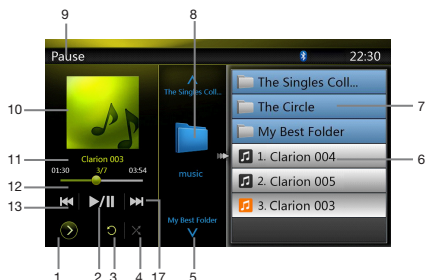 9
8
Pause
22:30
The Singles Coll...
The Singles Coll...
10
The Circle
7
My Best Folder
11
Clarion 003
1. Clarion 004
6
01:30
3/7
03:54
music
12
2. Clarion 005
13
3. Clarion 003
My Best Folder
1
2
3
4
17
5